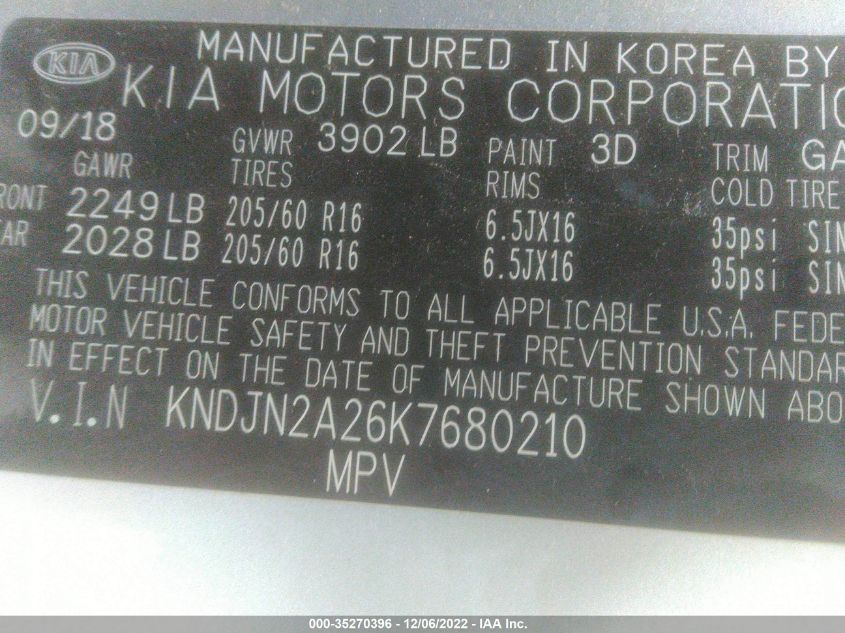 KIA
MANUFACTURED IN KOREA BY
KIA MOTORS CORPORATIO
09/18 GVWR 3902 LB PAINT 3D TRIM GA
GAWR TIRES RIMS COLD TIRE
RONT 2249 LB 205/60 R16 6.5JX16 35psi SIN
AR 2028 LB 205/60 R16 6.5JX16 35psi SIN
THIS VEHICLE CONFORMS TO ALL APPLICABLE U.S.A. FEDE
MOTOR VEHICLE SAFETY AND THEFT PREVENTION STANDAR
IN EFFECT ON THE DATE OF MANUFACTURE SHOWN ABO
V.I.N KNDJN2A26K7680210
MPV
000-35270396 - 12/06/2022 - IAA Inc.